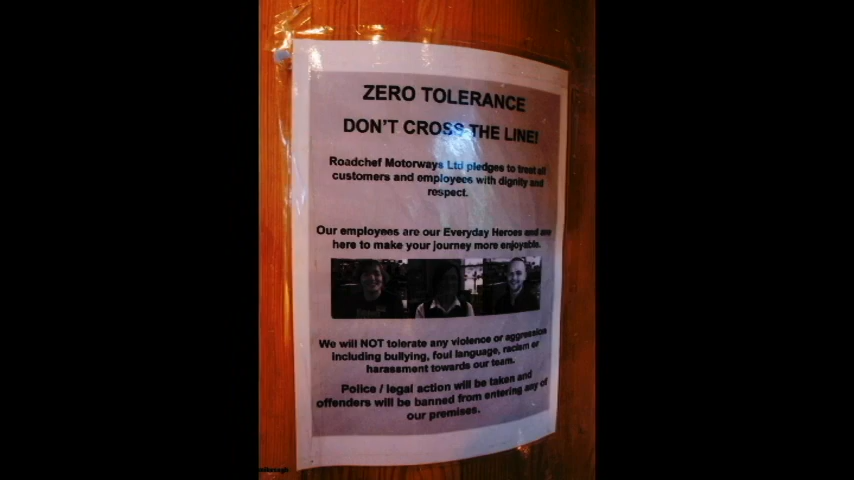 ZERO TOLERANCE
DON'T CROSS THE LINE!
Roadchef Motorways Ltd pledges to treat all
customers and employees with dignity and
respect.
Our employees are our Everyday Heroes and are
here to make your journey more enjoyable.
We will NOT tolerate any violence or aggression
including bullying, foul language, racism or
harassment towards our team.
Police / legal action will be taken and
offenders will be banned from entering any of
our premises.